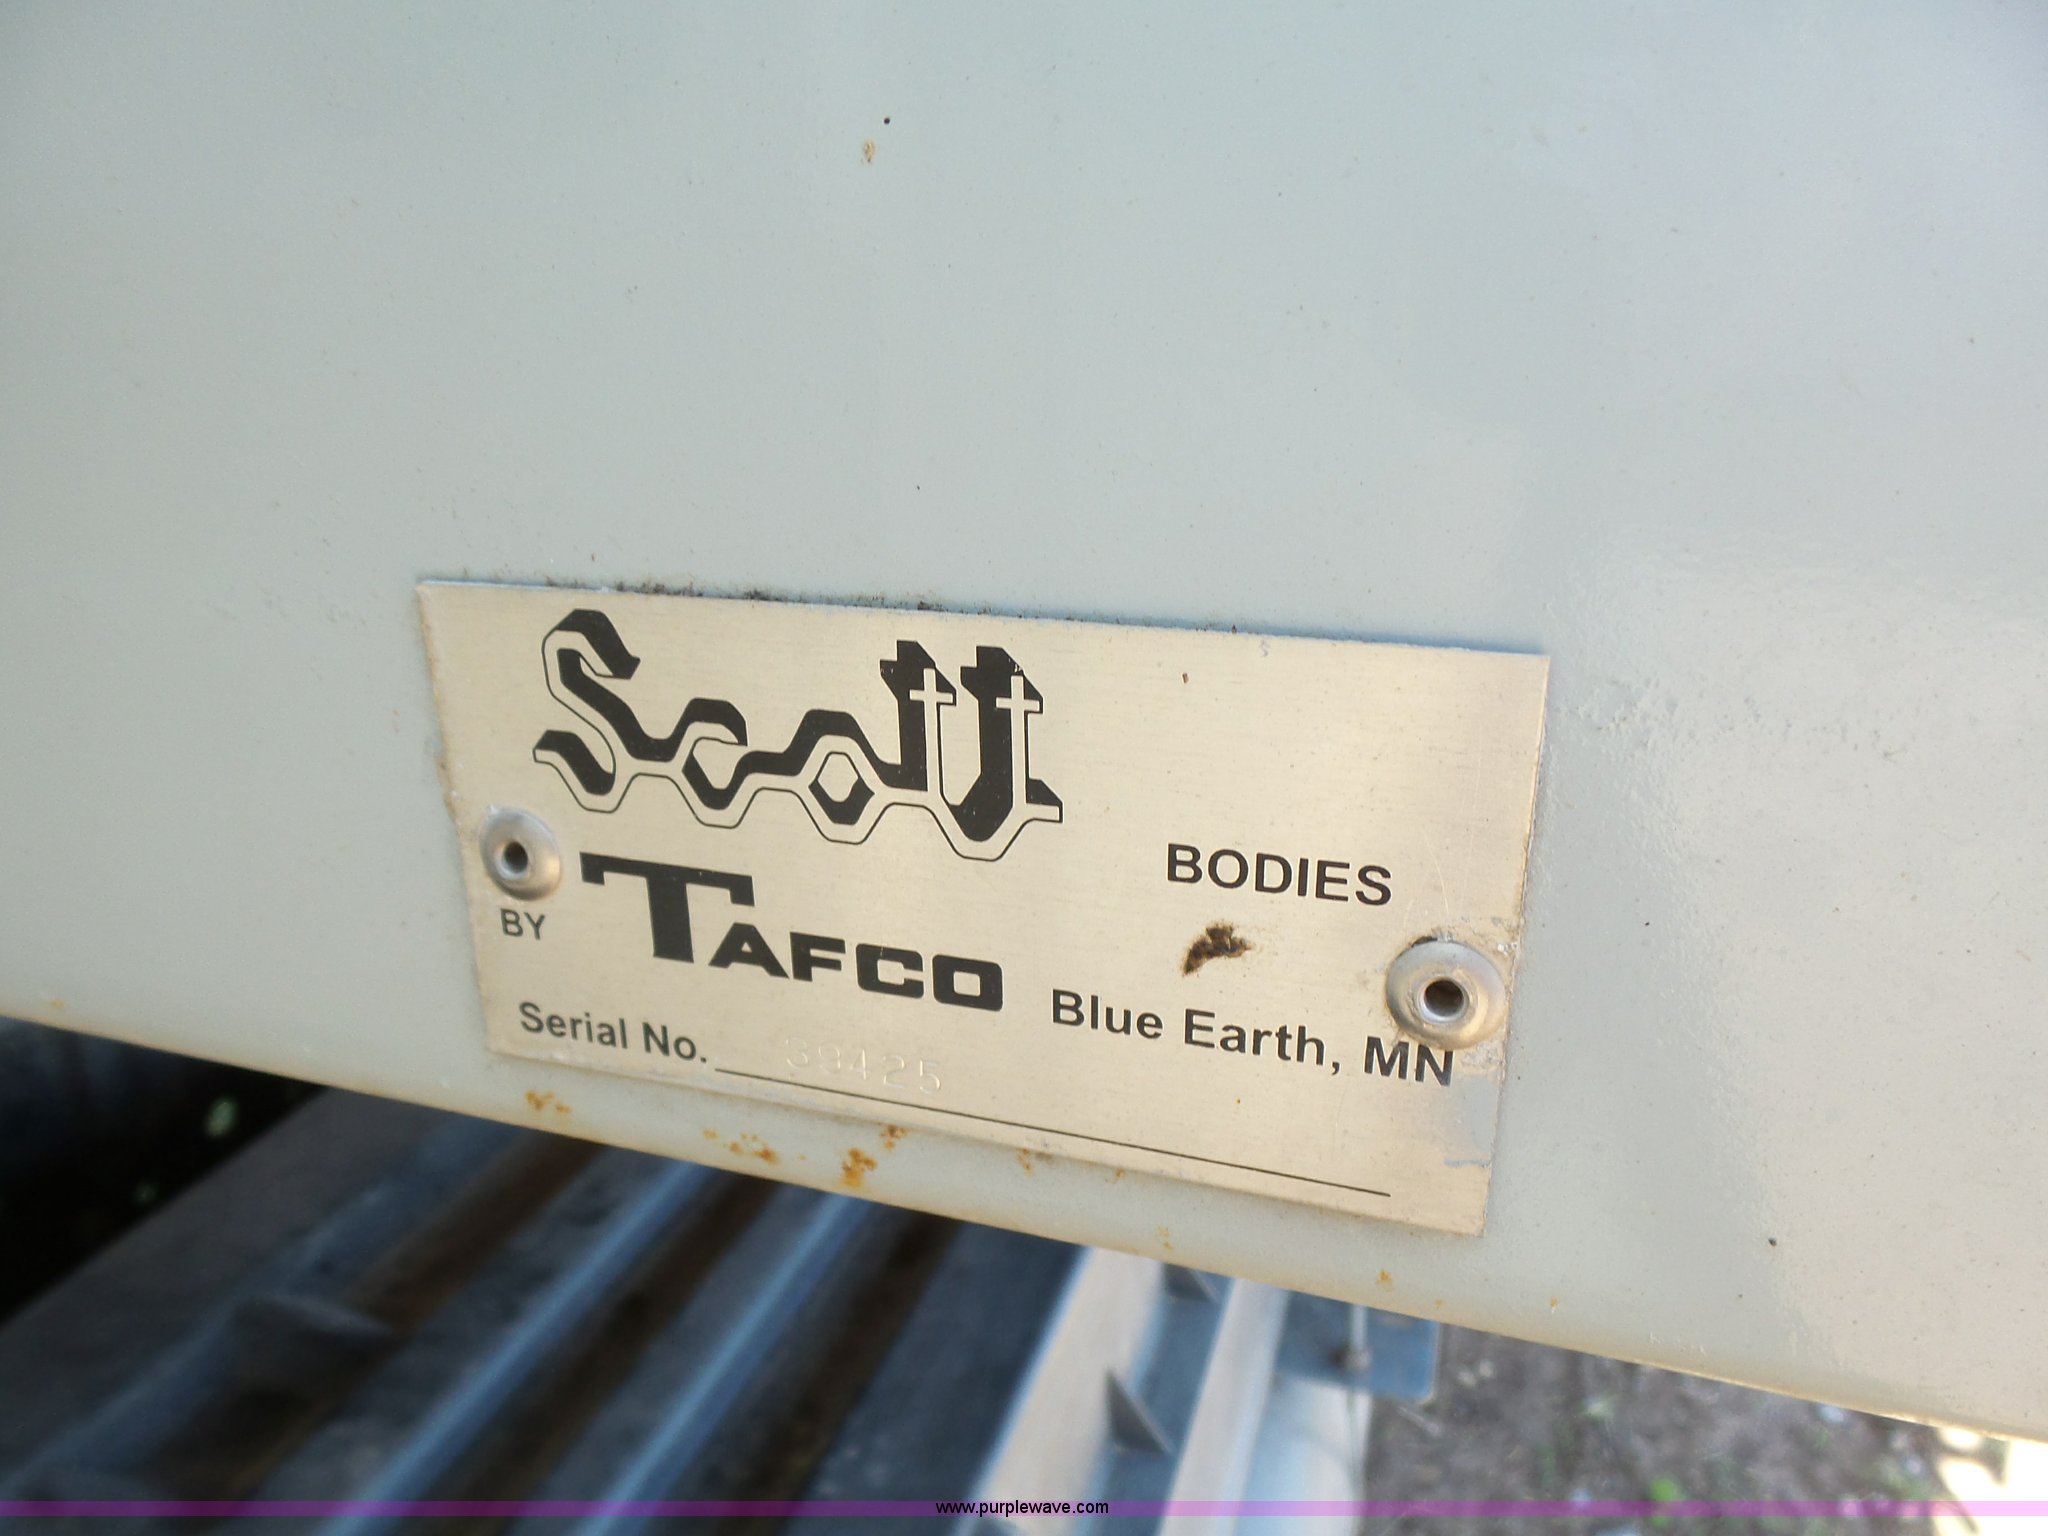 Scott
BODIES
BY TAFCO
Blue Earth, MN
Serial No. 39425
www.purplewave.com